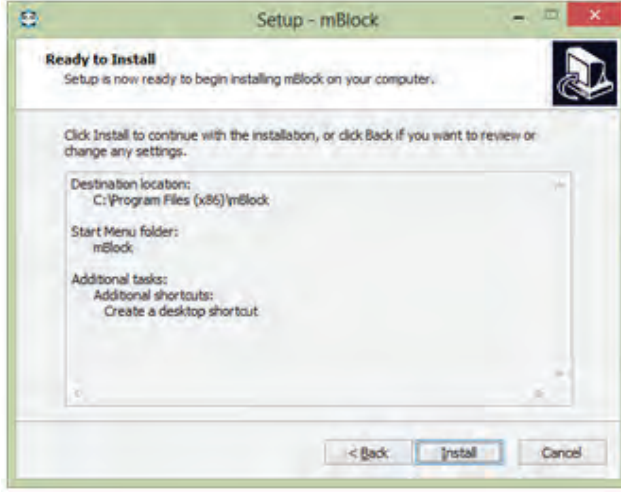 Setup - mBlock
Ready to Install
Setup is now ready to begin installing mBlock on your computer.
Click Install to continue with the installation, or click Back if you want to review or
change any settings.
Destination location:
C:\Program Files (x86)\mBlock
Start Menu folder:
mBlock
Additional tasks:
Additional shortcuts:
Create a desktop shortcut
< Back
Install
Cancel